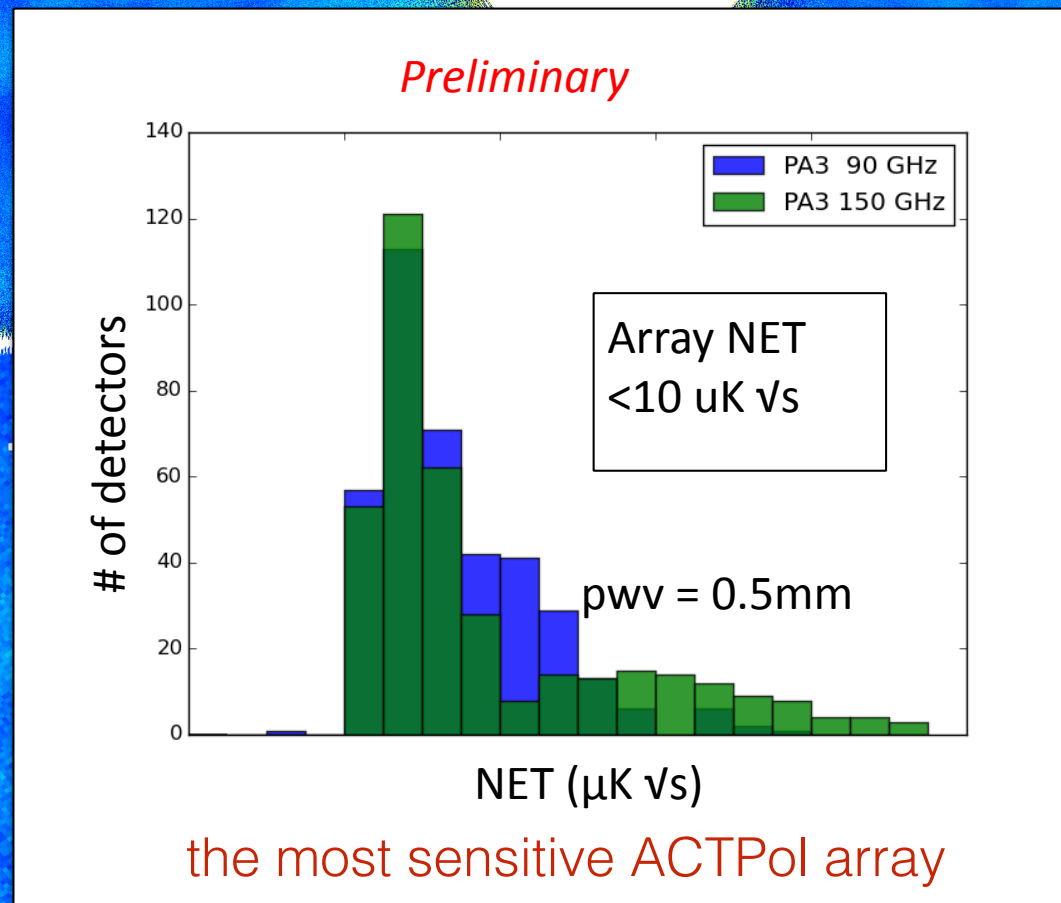 Preliminary
140
120
100
80
60
40
20
0
# of detectors
PA3 90 GHz
PA3 150 GHz
Array NET
<10 uK √s
pwv = 0.5mm
NET (μK √s)
the most sensitive ACTPol array